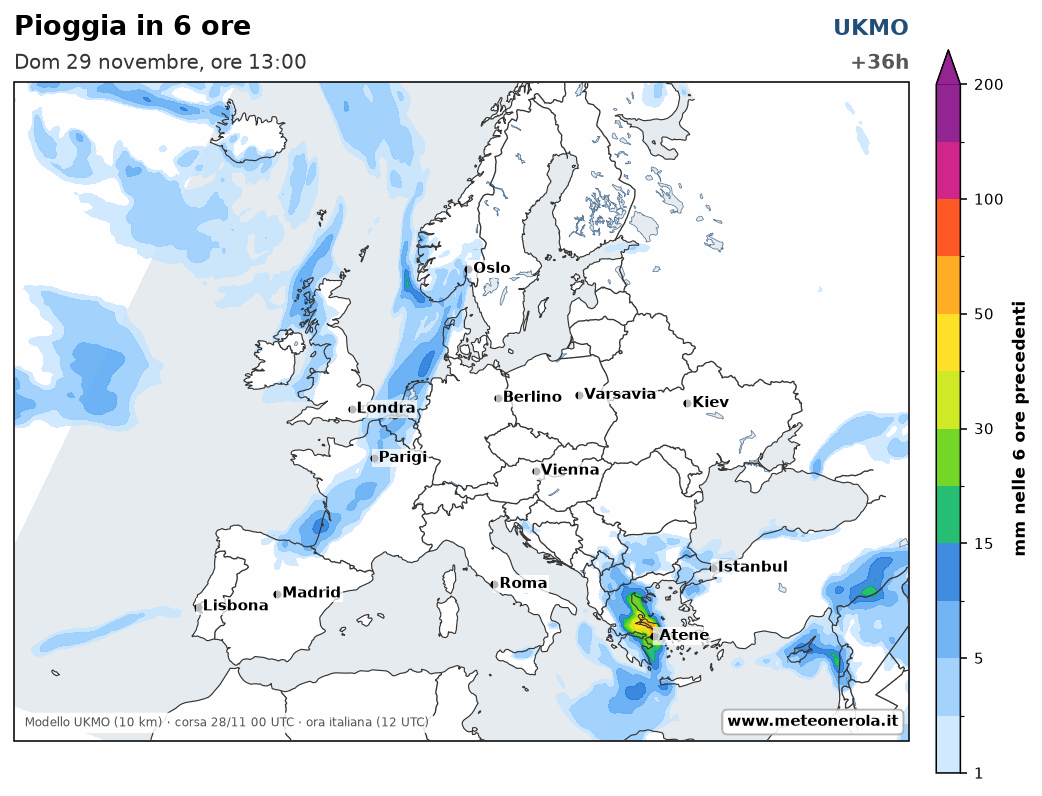 Pioggia in 6 ore
UKMO
Dom 29 novembre, ore 13:00
+36h
200
100
50
30
15
5
1
mm nelle 6 ore precedenti
Oslo
Londra
Berlino
Varsavia
Kiev
Parigi
Vienna
Istanbul
Roma
Madrid
Lisbona
Atene
Modello UKMO (10 km) · corsa 28/11 00 UTC · ora italiana (12 UTC)
www.meteonerola.it